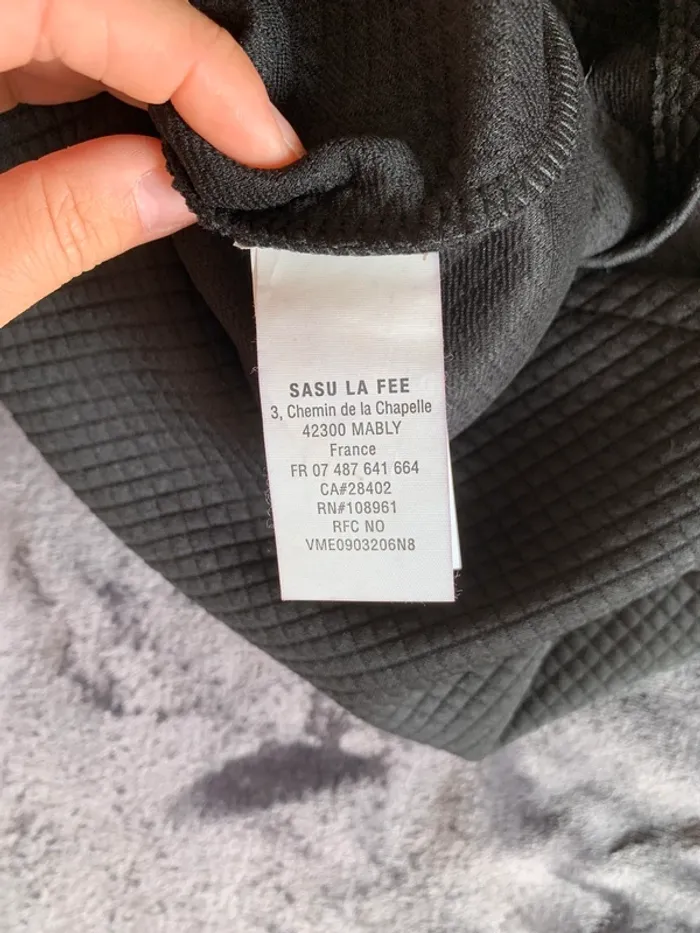 SASU LA FEE
3, Chemin de la Chapelle
42300 MABLY
France
FR 07 487 641 664
CA#28402
RN#108961
RFC NO
VME0903206N8